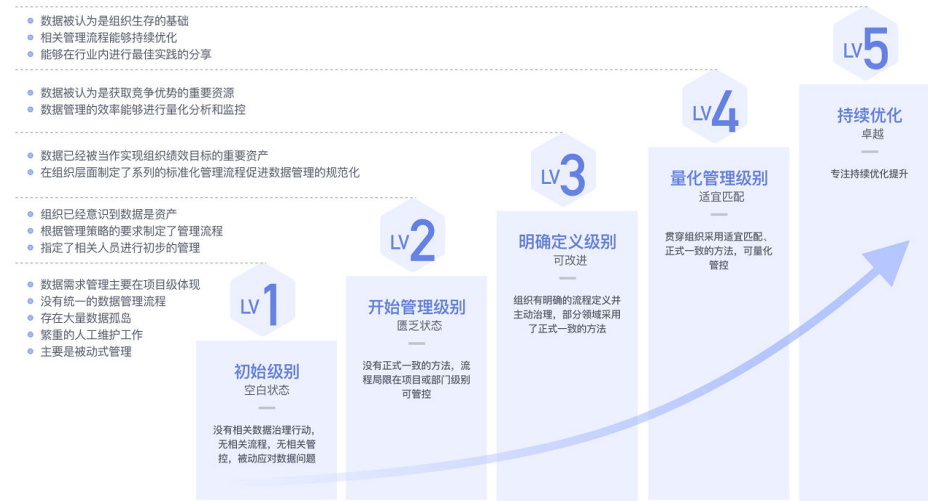 数据被认为是组织生存的基础
相关管理流程能够持续优化
能够在行业内进行最佳实践的分享
数据被认为是获取竞争优势的重要资源
数据管理的效率能够进行量化分析和监控
数据已经被当作实现组织绩效目标的重要资产
在组织层面制定了系列的标准化管理流程促进数据管理的规范化
组织已经意识到数据是资产
根据管理策略的要求制定了管理流程
指定了相关人员进行初步的管理
数据需求管理主要在项目级体现
没有统一的数据管理流程
存在大量数据孤岛
繁重的人工维护工作
主要是被动式管理
LV1
初始级别
空白状态
没有相关数据治理行动，
无相关流程，无相关管
控，被动应对数据问题
LV2
开始管理级别
匮乏状态
没有正式一致的方法，流
程局限在项目或部门级别
可管控
LV3
明确定义级别
可改进
组织有明确的流程定义并
主动治理，部分领域采用
了正式一致的方法
LV4
量化管理级别
适宜匹配
贯穿组织采用适宜匹配、
正式一致的方法，可量化
管控
LV5
持续优化
卓越
专注持续优化提升